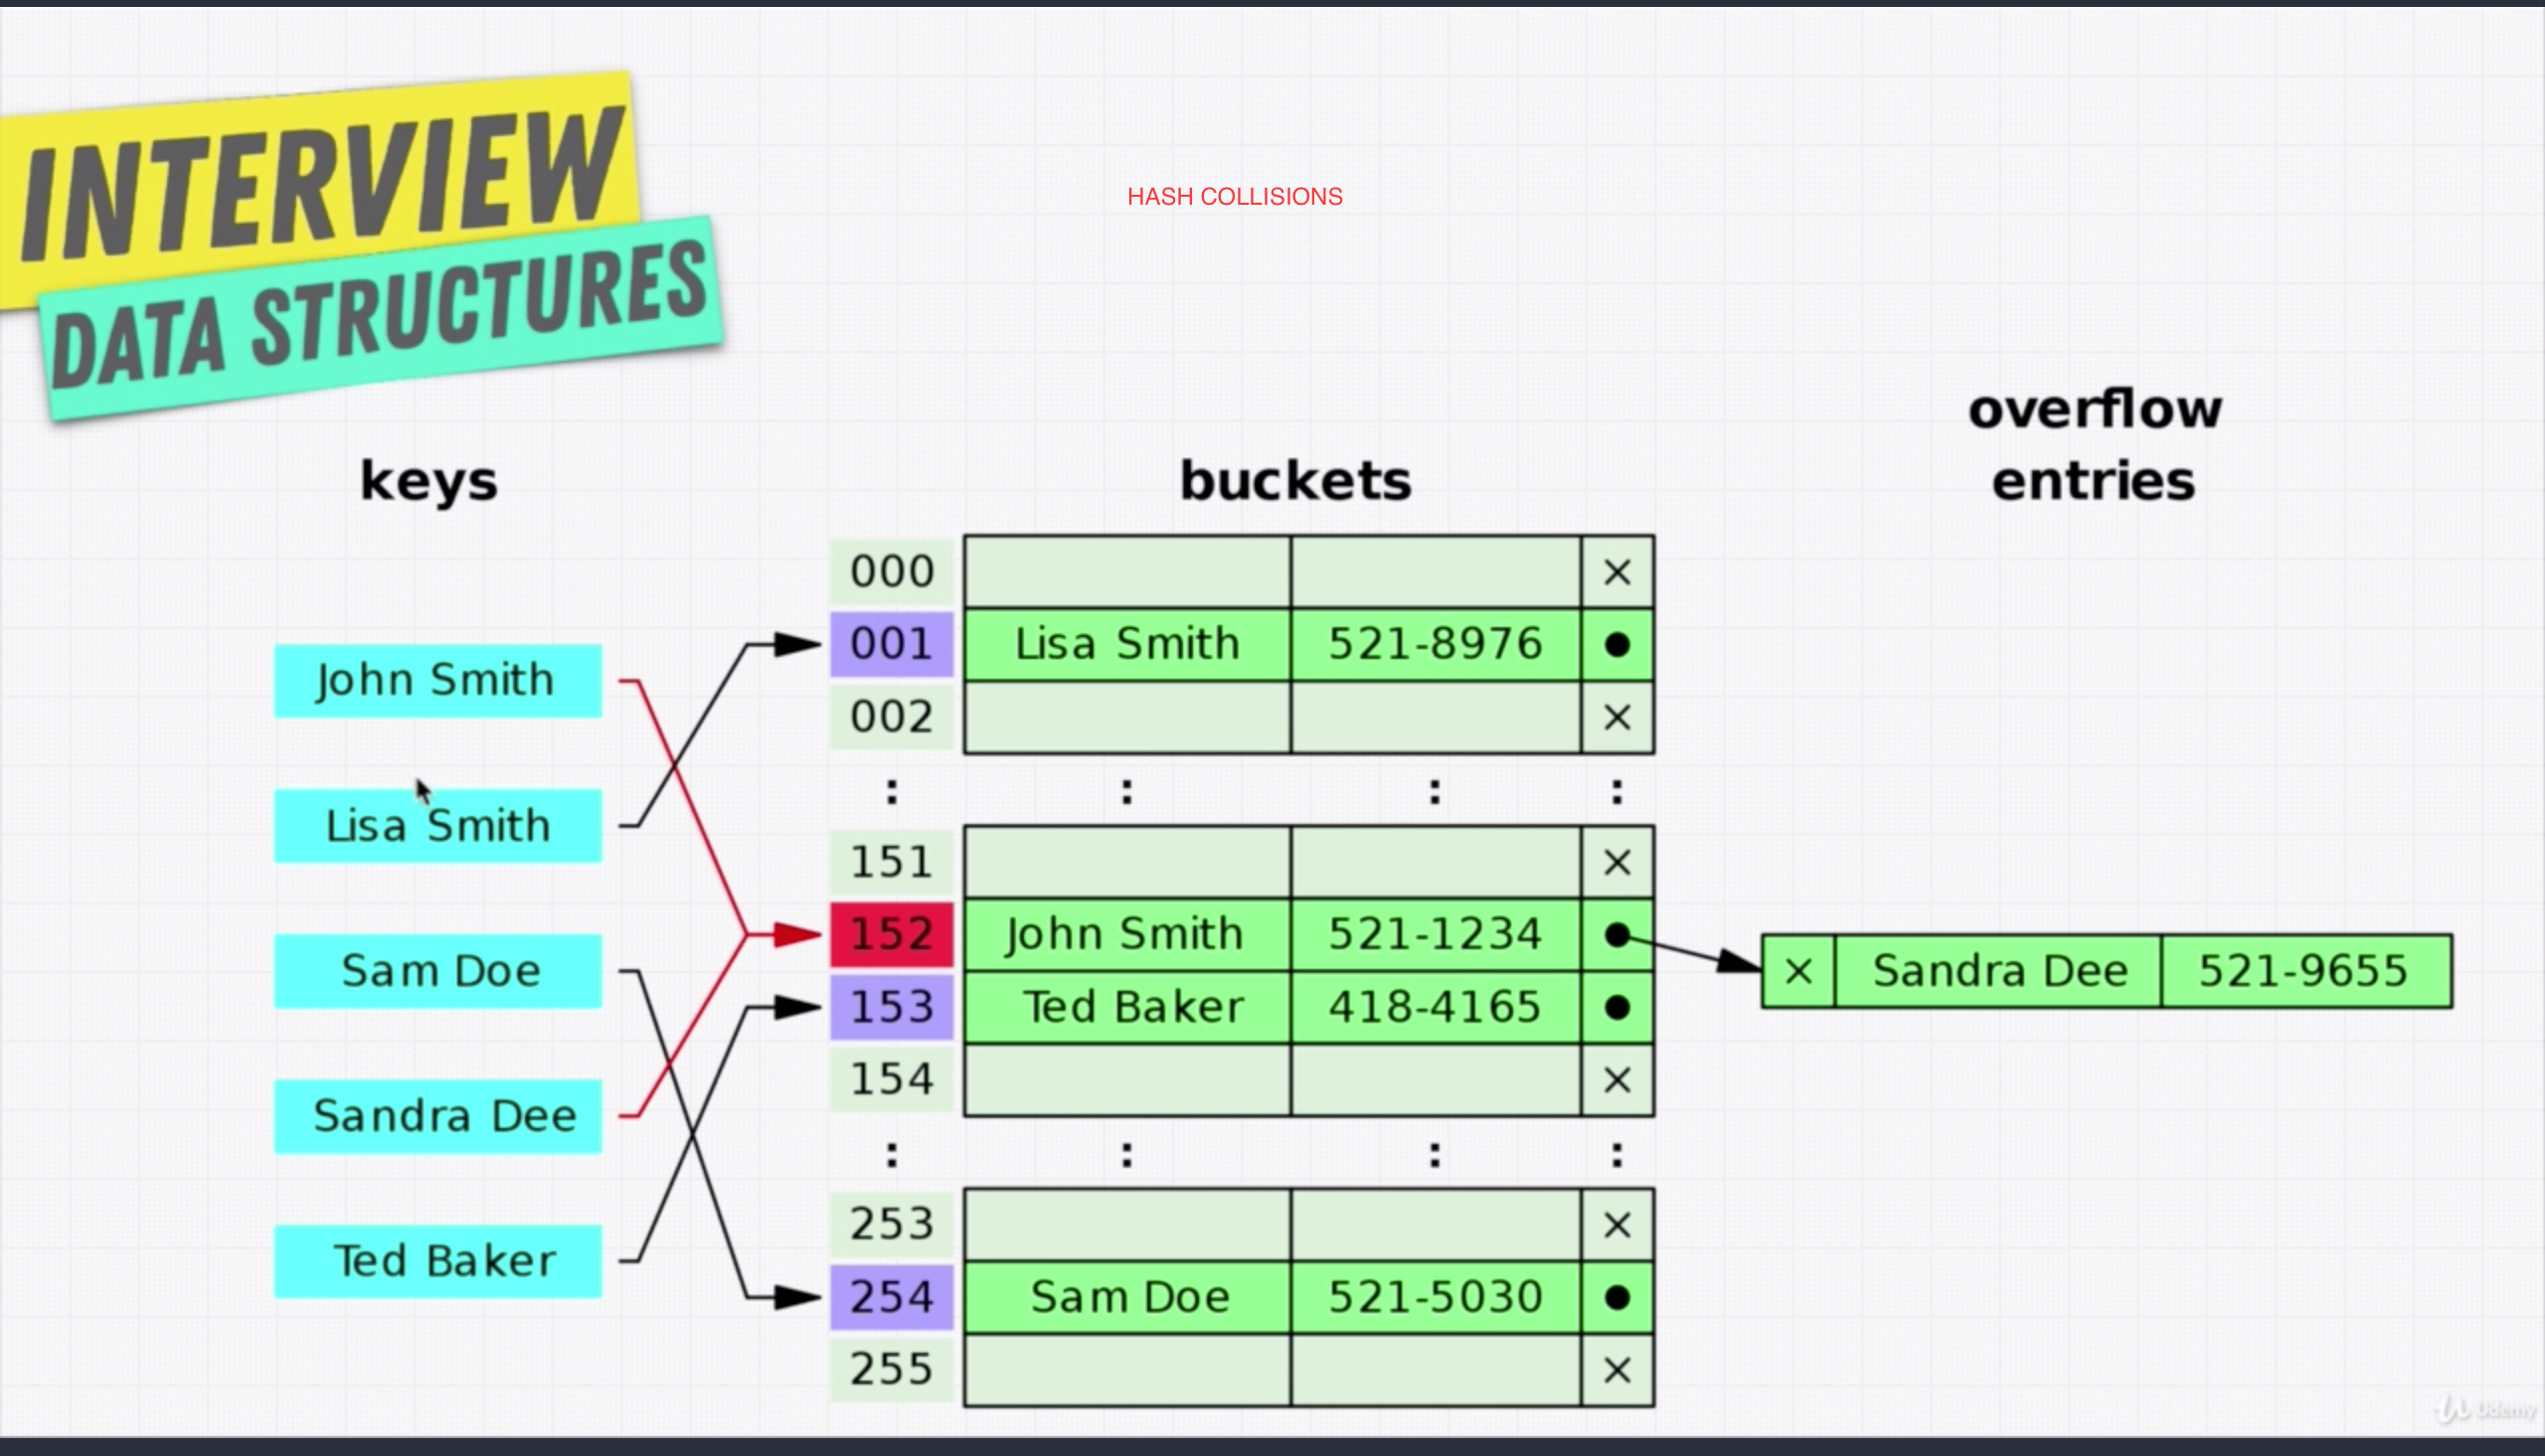 INTERVIEW
DATA STRUCTURES
HASH COLLISIONS
keys
buckets
overflow
entries
John Smith
Lisa Smith
Sam Doe
Sandra Dee
Ted Baker
000 ×
001 Lisa Smith 521-8976
002 ×
: : : :
151 ×
152 John Smith 521-1234
153 Ted Baker 418-4165
154 ×
: : : :
253 ×
254 Sam Doe 521-5030
255 ×
× Sandra Dee 521-9655
Udemy